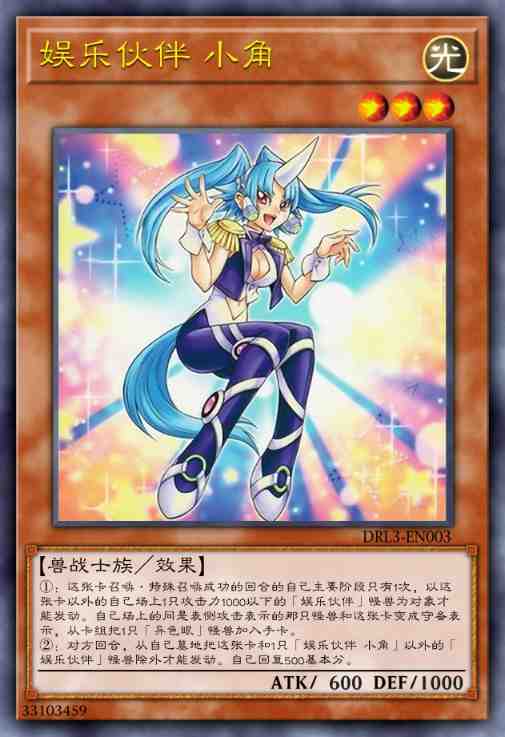 娱乐伙伴 小角
光
DRL3-EN003
【兽战士族／效果】
①：这张卡召唤·特殊召唤成功的回合的自己主要阶段只有1次，以这
张卡以外的自己场上1只攻击力1000以下的「娱乐伙伴」怪兽为对象才
能发动。自己场上的同是表侧攻击表示的那只怪兽和这张卡变成守备表
示，从卡组把1只「异色眼」怪兽加入手卡。
②：对方回合，从自己墓地把这张卡和1只「娱乐伙伴 小角」以外的「
娱乐伙伴」怪兽除外才能发动。自己回复500基本分。
ATK/ 600 DEF/1000
33103459